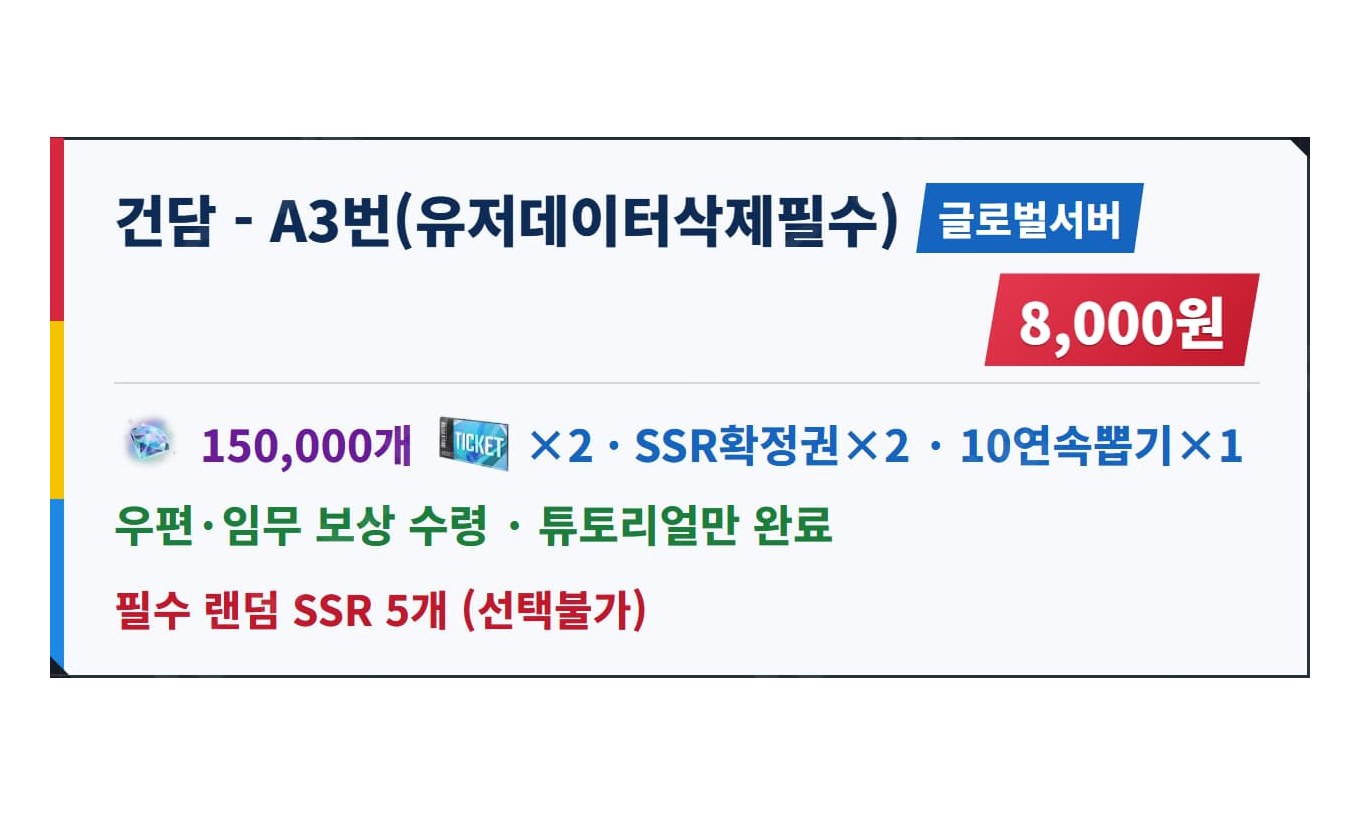 건담 - A3번(유저데이터삭제필수) 글로벌서버
8,000원
150,000개 TICKET ×2 · SSR확정권×2 · 10연속뽑기×1
우편·임무 보상 수령 · 튜토리얼만 완료
필수 랜덤 SSR 5개 (선택불가)